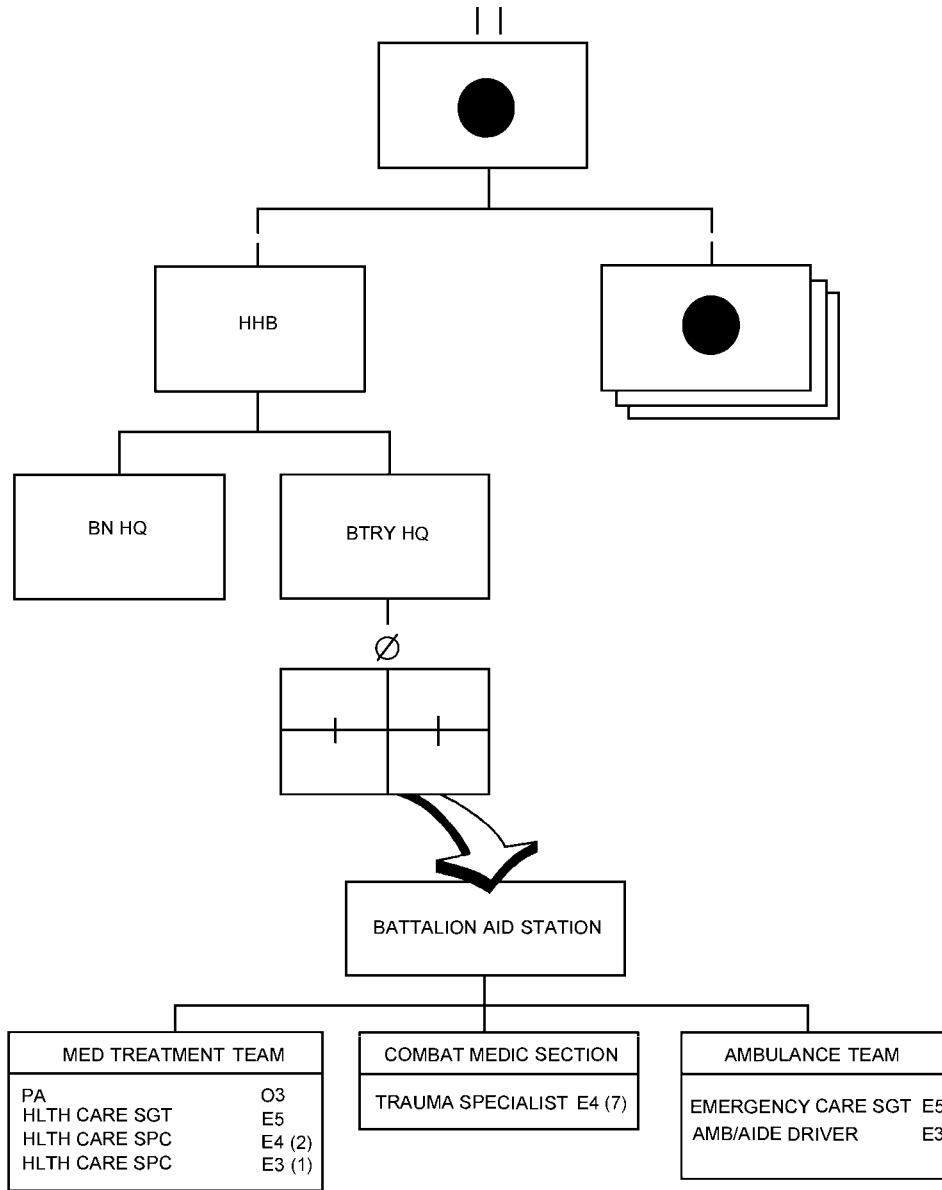 HHB
BN HQ
BTRY HQ
BATTALION AID STATION
MED TREATMENT TEAM
PA O3
HLTH CARE SGT E5
HLTH CARE SPC E4 (2)
HLTH CARE SPC E3 (1)
COMBAT MEDIC SECTION
TRAUMA SPECIALIST E4 (7)
AMBULANCE TEAM
EMERGENCY CARE SGT E5
AMB/AIDE DRIVER E3